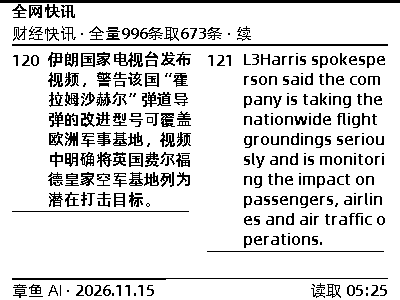 全网快讯
财经快讯 · 全量996条取673条 · 续
120 伊朗国家电视台发布
视频，警告该国“霍
拉姆沙赫尔”弹道导
弹的改进型号可覆盖
欧洲军事基地，视频
中明确将英国费尔福
德皇家空军基地列为
潜在打击目标。
121 L3Harris spokespe
rson said the com
pany is taking the
nationwide flight
groundings seriou
sly and is monitori
ng the impact on
passengers, airlin
es and air traffic o
perations.
章鱼 AI · 2026.11.15
读取 05:25